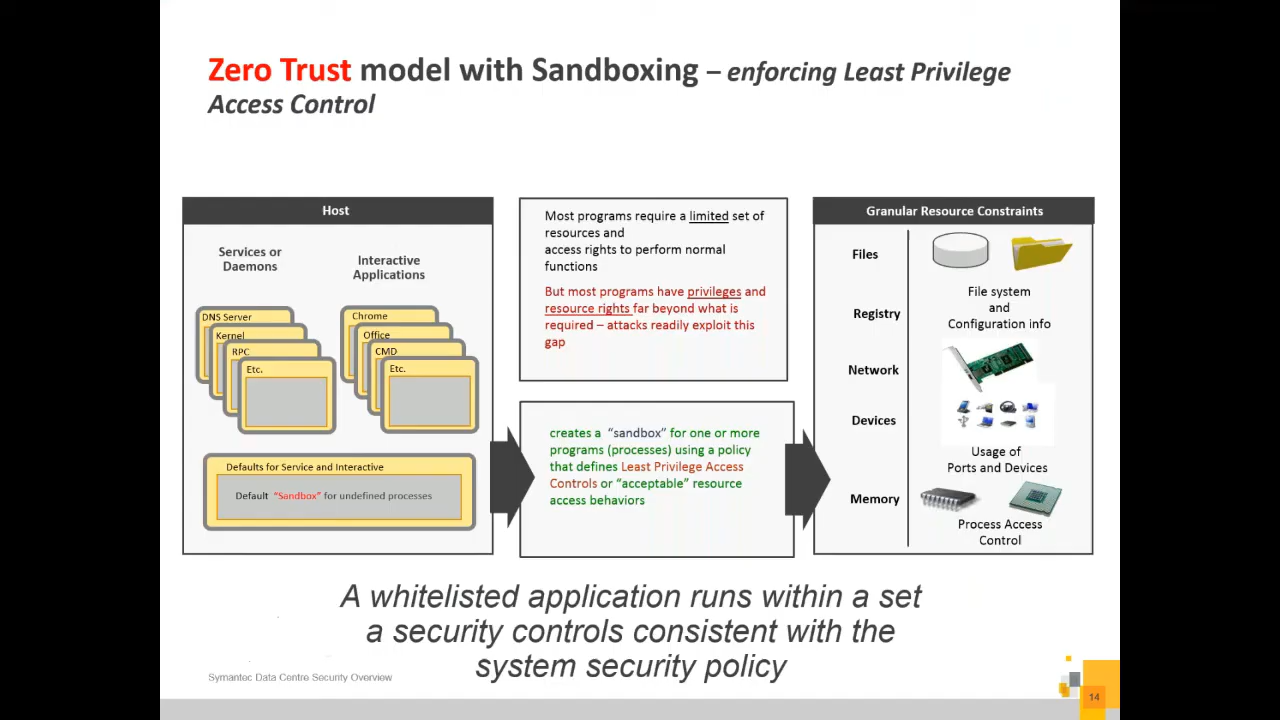 Zero Trust model with Sandboxing – enforcing Least Privilege
Access Control
Host
Services or
Daemons
Interactive
Applications
DNS Server
Kernel
RPC
Etc.
Chrome
Office
CMD
Etc.
Defaults for Service and Interactive
Default “Sandbox” for undefined processes
Most programs require a limited set of
resources and
access rights to perform normal
functions
But most programs have privileges and
resource rights far beyond what is
required – attacks readily exploit this
gap
creates a “sandbox” for one or more
programs (processes) using a policy
that defines Least Privilege Access
Controls or “acceptable” resource
access behaviors
Granular Resource Constraints
Files
Registry
Network
Devices
Memory
File system
and
Configuration info
Usage of
Ports and Devices
Process Access
Control
A whitelisted application runs within a set
a security controls consistent with the
system security policy
Symantec Data Centre Security Overview
14